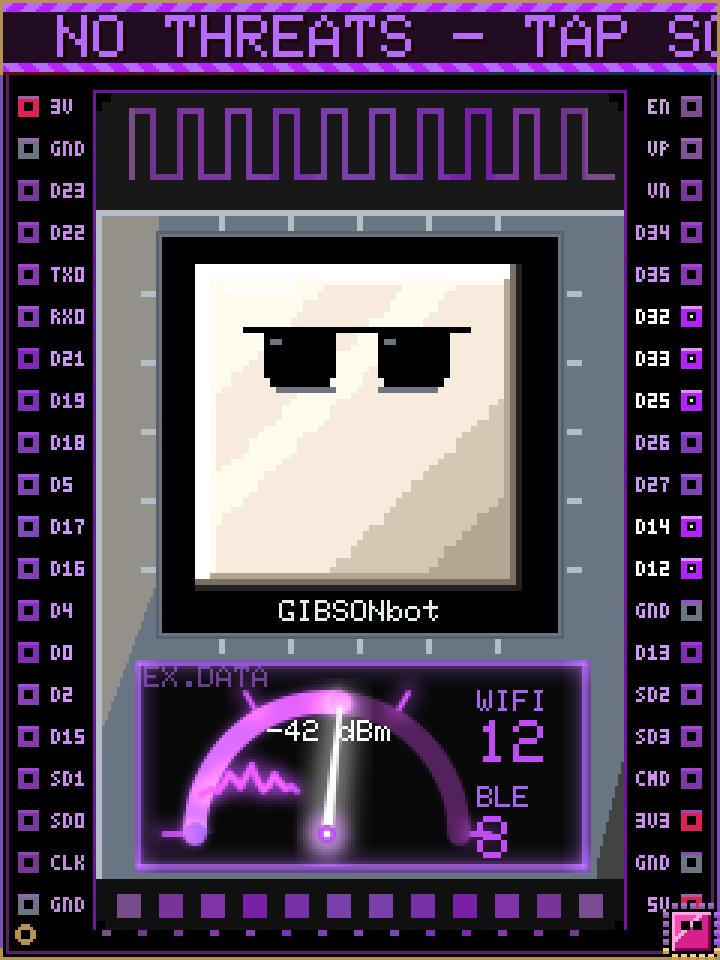 NO THREATS - TAP SC
3V
GND
D23
D22
TX0
RX0
D21
D19
D18
D5
D17
D16
D4
D0
D2
D15
SD1
SD0
CLK
GND
EN
VP
VN
D34
D35
D32
D33
D25
D26
D27
D14
D12
GND
D13
SD2
SD3
CMD
3V3
GND
5V
GIBSONbot
EX.DATA
-42 dBm
WIFI
12
BLE
8